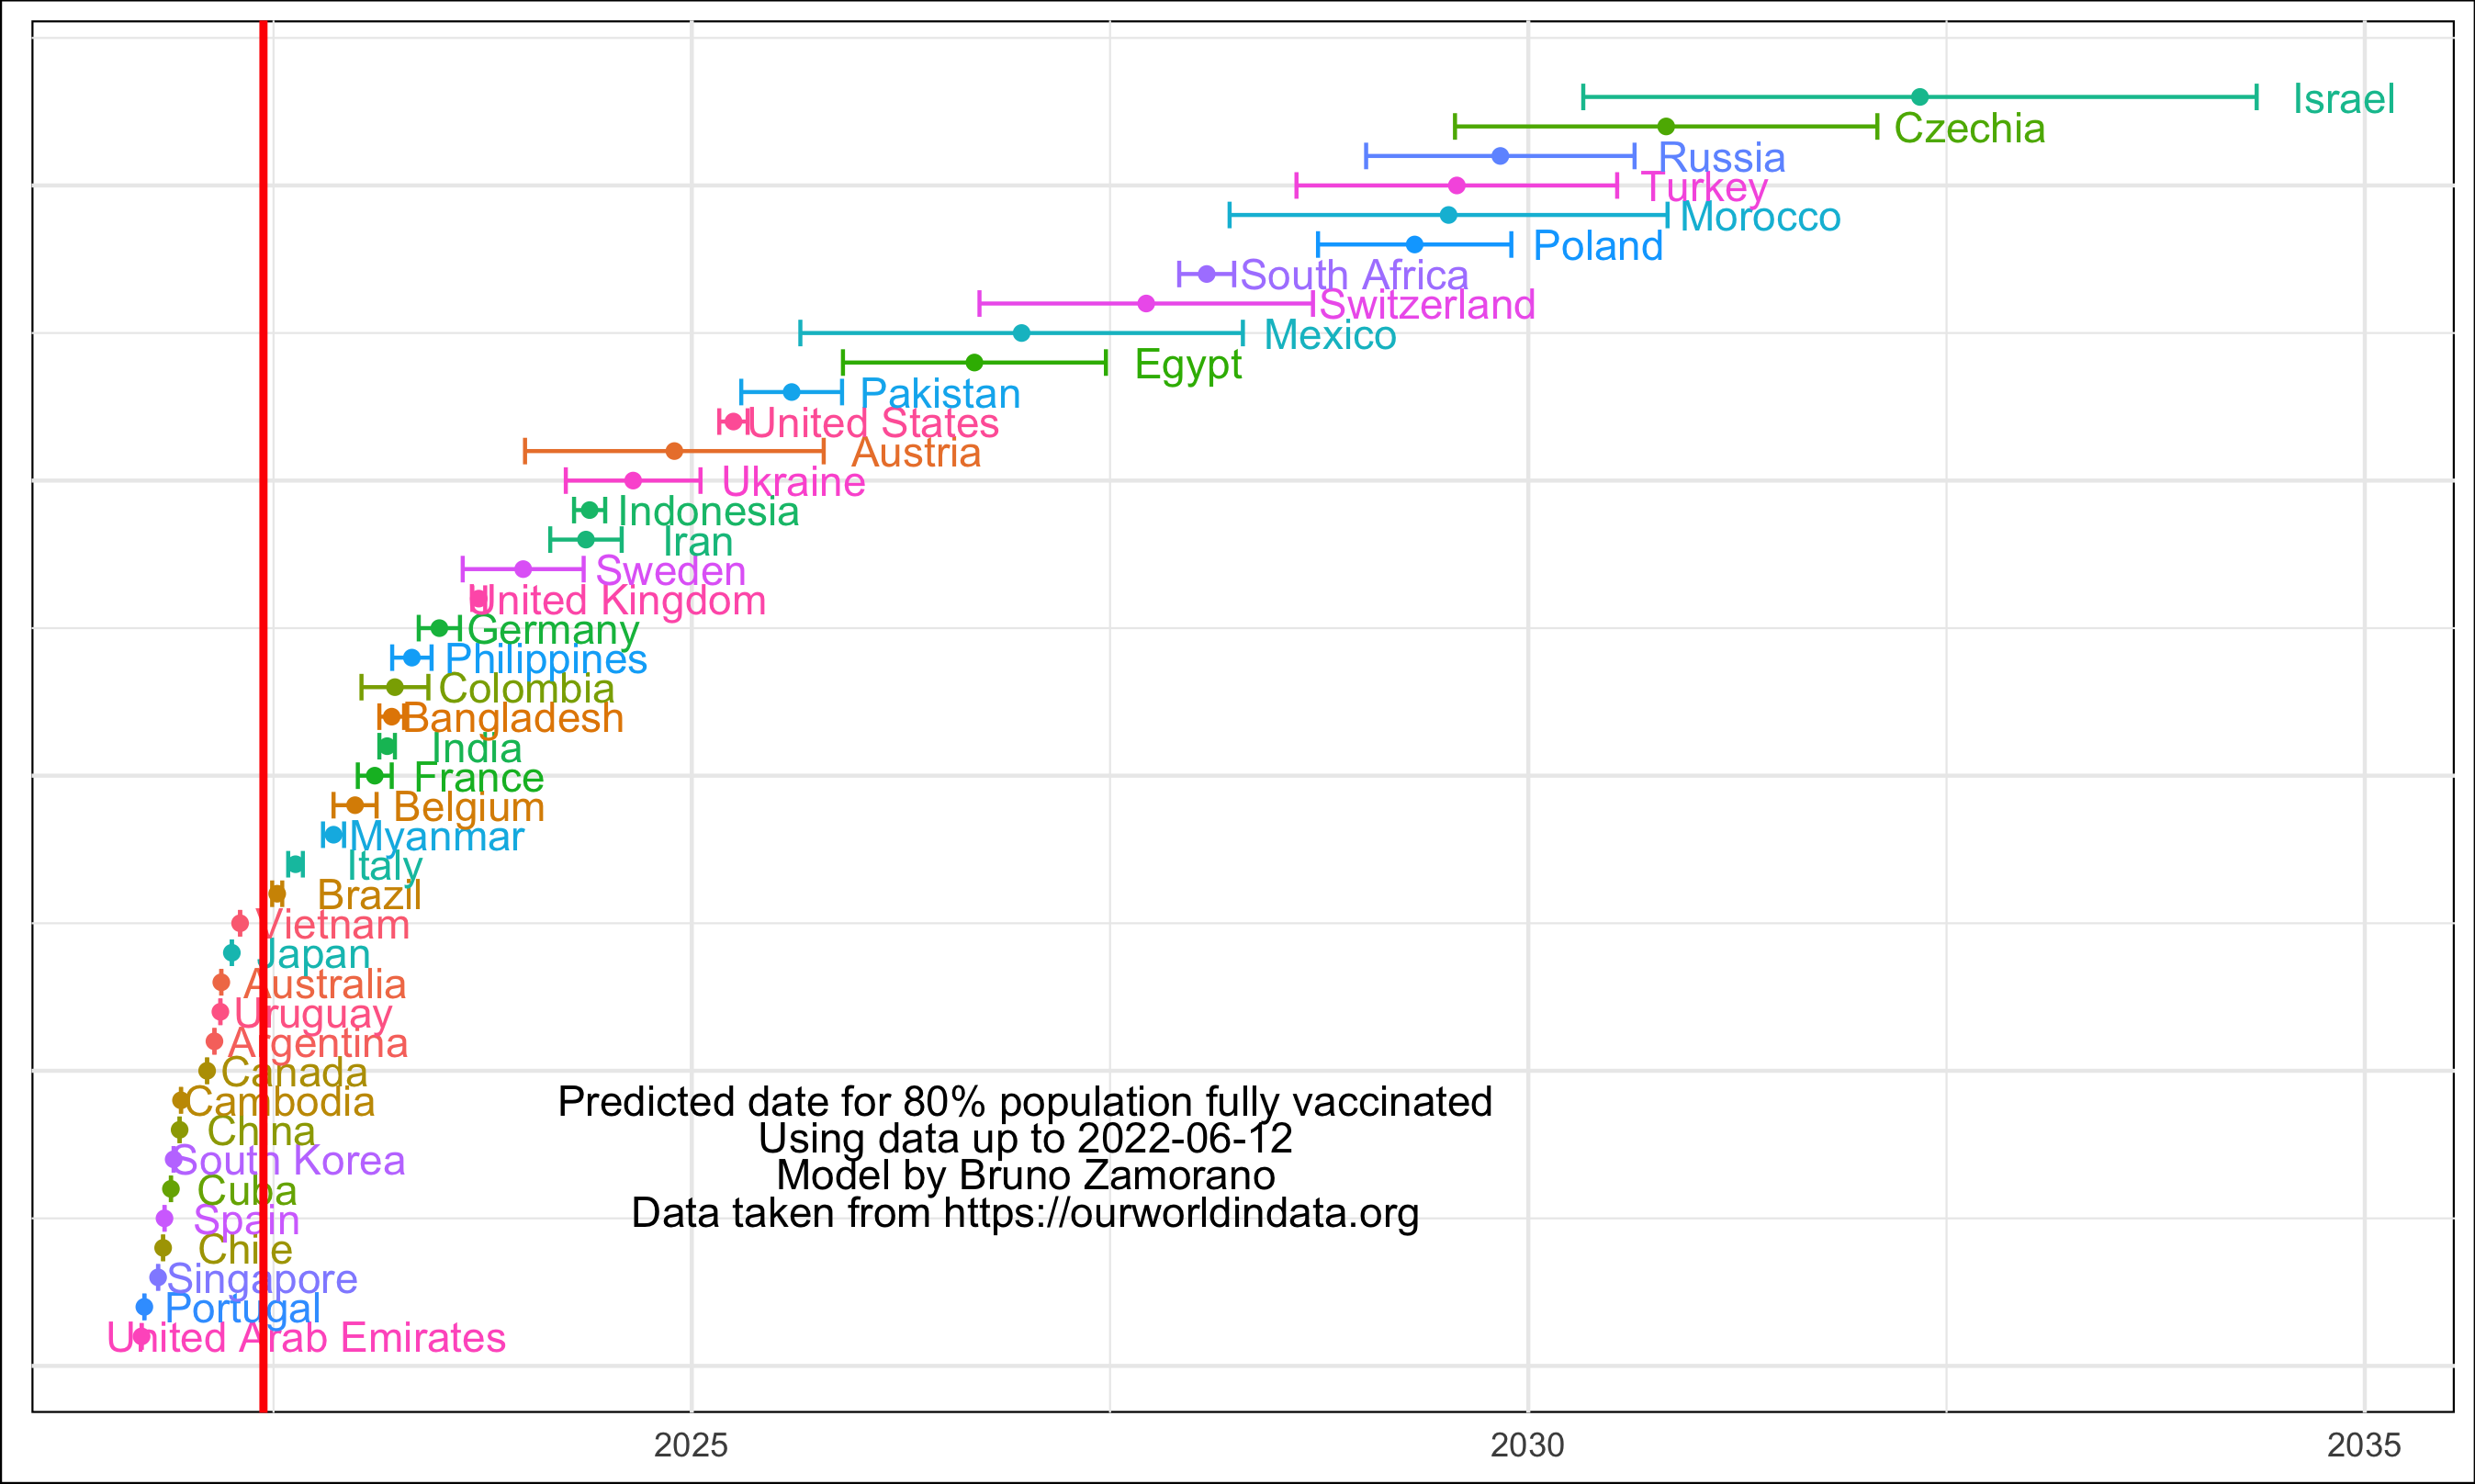 Israel
Czechia
Russia
Turkey
Morocco
Poland
South Africa
Switzerland
Mexico
Egypt
Pakistan
United States
Austria
Ukraine
Indonesia
Iran
Sweden
United Kingdom
Germany
Philippines
Colombia
Bangladesh
India
France
Belgium
Myanmar
Italy
Brazil
Vietnam
Japan
Australia
Uruguay
Argentina
Canada
Cambodia
China
South Korea
Cuba
Spain
Chile
Singapore
Portugal
United Arab Emirates
Predicted date for 80% population fully vaccinated
Using data up to 2022-06-12
Model by Bruno Zamorano
Data taken from https://ourworldindata.org
2025 2030 2035